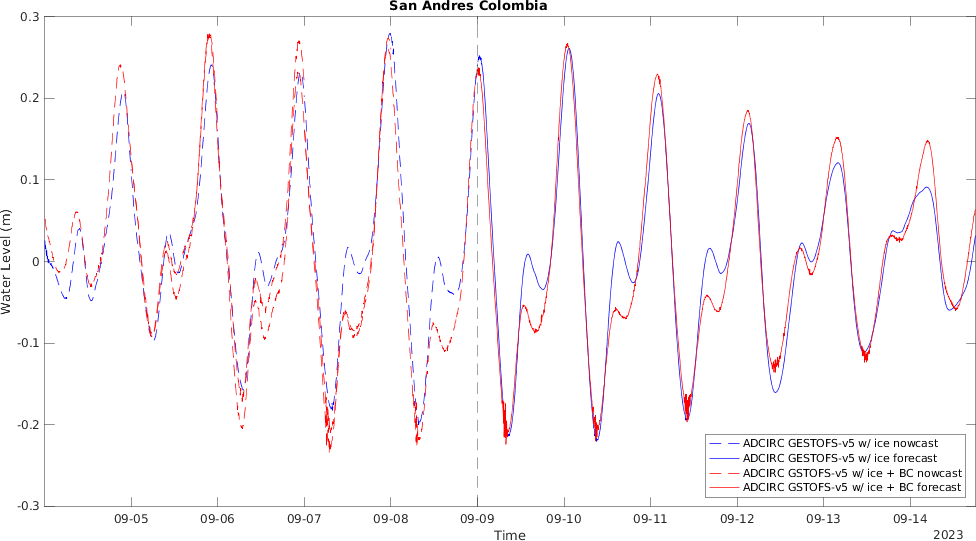 San Andres Colombia
0.3
0.2
0.1
0
-0.1
-0.2
-0.3
Water Level (m)
ADCIRC GESTOFS-v5 w/ ice nowcast
ADCIRC GESTOFS-v5 w/ ice forecast
ADCIRC GSTOFS-v5 w/ ice + BC nowcast
ADCIRC GSTOFS-v5 w/ ice + BC forecast
09-05 09-06 09-07 09-08 09-09 09-10 09-11 09-12 09-13 09-14
Time
2023